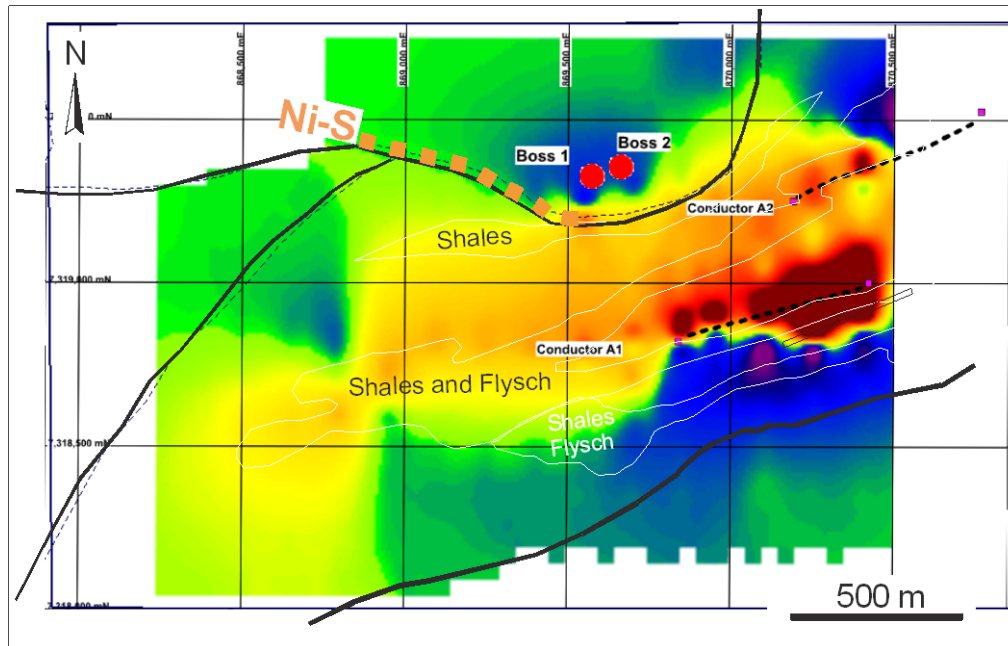 N
868,500 mE
869,000 mE
869,500 mE
870,000 mE
870,500 mE
0 mN
Ni-S
Boss 1
Boss 2
Conductor A2
Shales
7,319,000 mN
Conductor A1
Shales and Flysch
Shales
Flysch
7,318,500 mN
500 m